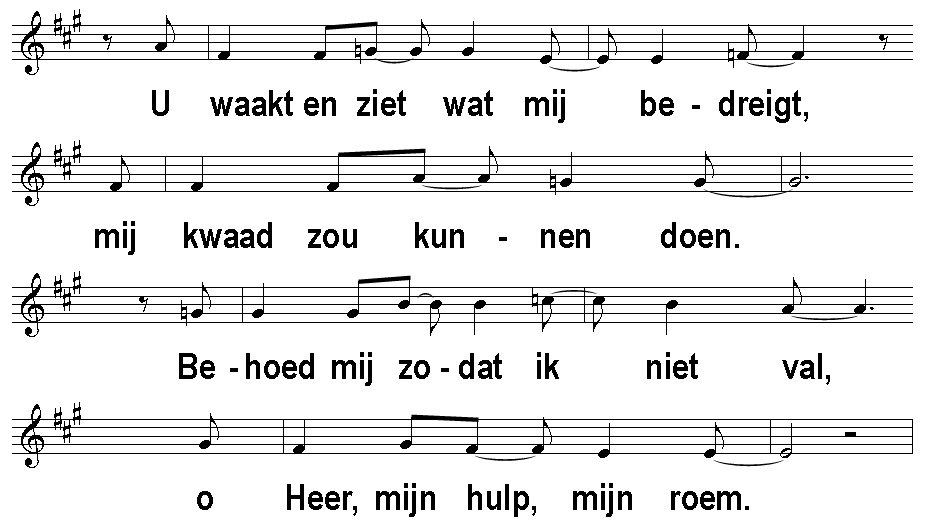 U waakt en ziet wat mij be - dreigt,
mij kwaad zou kun - nen doen.
Be - hoed mij zo - dat ik niet val,
o Heer, mijn hulp, mijn roem.